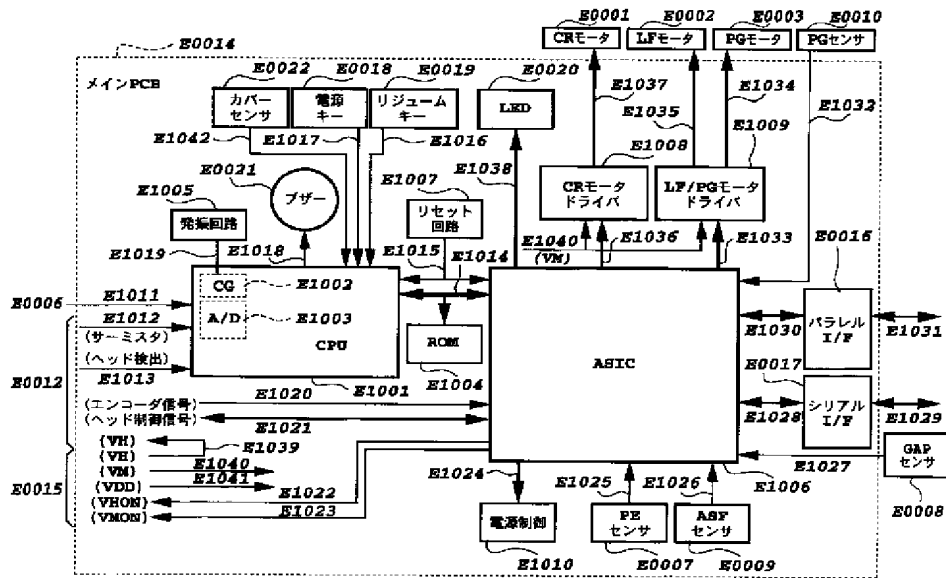 E0001
E0002
E0003
E0010
E0014
CRモータ
LFモータ
PGモータ
PGセンサ
メインPCB
E0022
E0018
E0019
E0020
カバー
センサ
電源
キー
リジューム
キー
LED
E1037
E1035
E1034
E1032
E1042
E1017
E1016
E1009
E0021
E1008
E1005
ブザー
E1007
E1038
CRモータ
ドライバ
LF/PGモータ
ドライバ
発振回路
リセット
回路
E1019
E1018
E1015
E1014
E1040
(VM)
E1036
E1033
E0016
CG
E1002
A/D
E1003
CPU
E0006
E1011
E1012
(サーミスタ)
(ヘッド検出)
E1013
ROM
ASIC
E1030
パラレル
I/F
E1031
E0012
E1001
E1004
E0017
(エンコーダ信号)
E1020
(ヘッド制御信号)
E1021
E1028
シリアル
I/F
E1029
(VH)
E1039
(VH)
(VM)
E1040
E1041
(VDD)
E1022
(VHON)
E1023
(VMON)
E0015
E1024
E1025
E1026
E1027
E1006
GAP
センサ
E0008
電源制御
PE
センサ
ASF
センサ
E1010
E0007
E0009